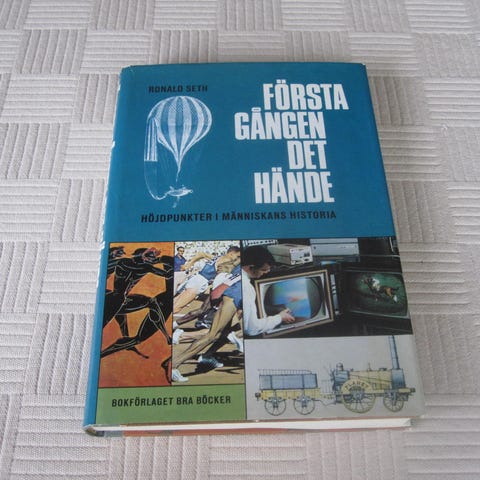 RONALD SETH
FÖRSTA
GÅNGEN
DET
HÄNDE
HÖJDPUNKTER I MÄNNISKANS HISTORIA
BOKFÖRLAGET BRA BÖCKER